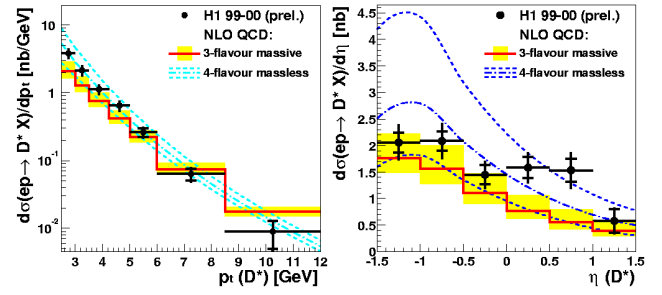 dσ(ep→ D* X)/dpt [nb/GeV]
10
1
10⁻¹
10⁻²
H1 99-00 (prel.)
NLO QCD:
3-flavour massive
4-flavour massless
3 4 5 6 7 8 9 10 11 12
pt (D*) [GeV]
dσ(ep→ D* X)/dη [nb]
4.5
4
3.5
3
2.5
2
1.5
1
0.5
0
H1 99-00 (prel.)
NLO QCD:
3-flavour massive
4-flavour massless
-1.5 -1 -0.5 0 0.5 1 1.5
η (D*)